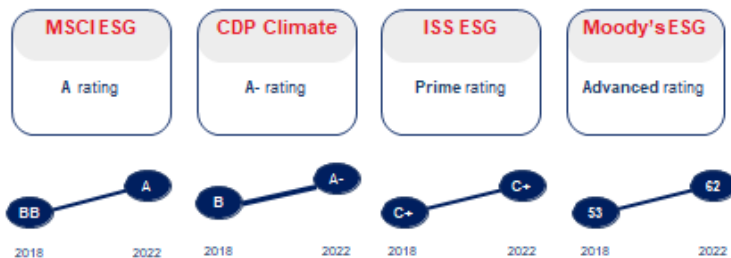 MSCI ESG CDP Climate ISS ESG Moody's ESG
A rating A- rating Prime rating Advanced rating
A A- C+ 62
BB B C+ 53
2018 2022 2018 2022 2018 2022 2018 2022